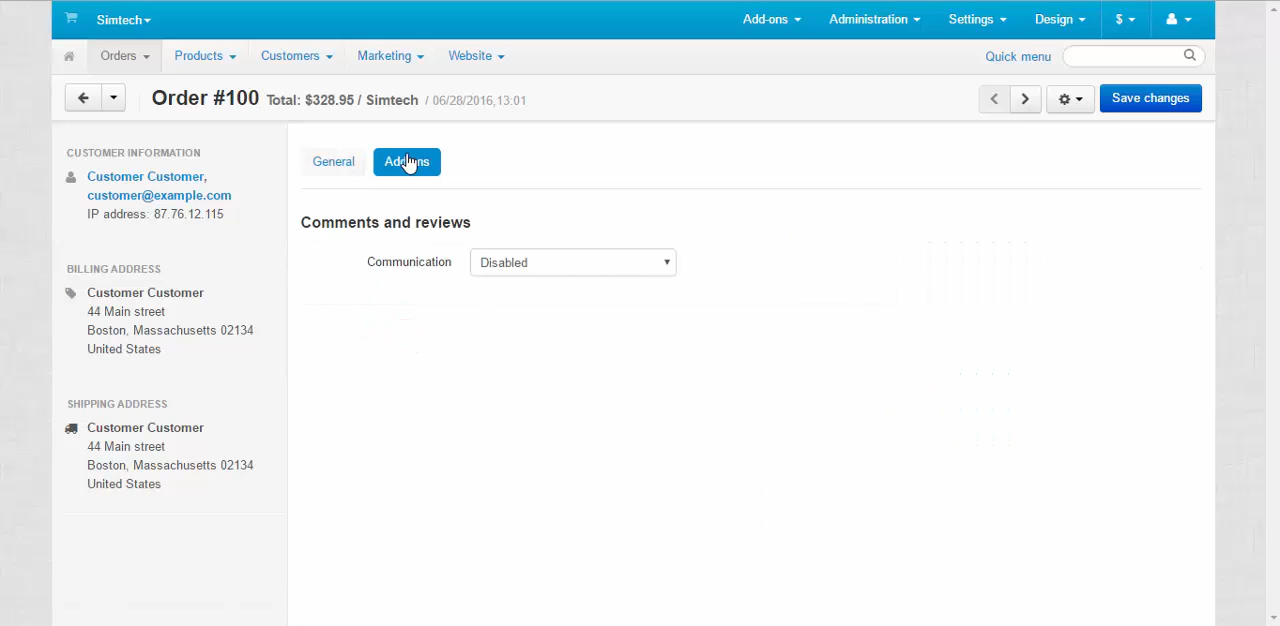 Simtech
Add-ons
Administration
Settings
Design
$
Orders
Products
Customers
Marketing
Website
Quick menu
Order #100 Total: $328.95 / Simtech / 06/28/2016,13:01
Save changes
CUSTOMER INFORMATION
Customer Customer,
customer@example.com
IP address: 87.76.12.115
BILLING ADDRESS
Customer Customer
44 Main street
Boston, Massachusetts 02134
United States
SHIPPING ADDRESS
Customer Customer
44 Main street
Boston, Massachusetts 02134
United States
General
Add-ons
Comments and reviews
Communication
Disabled